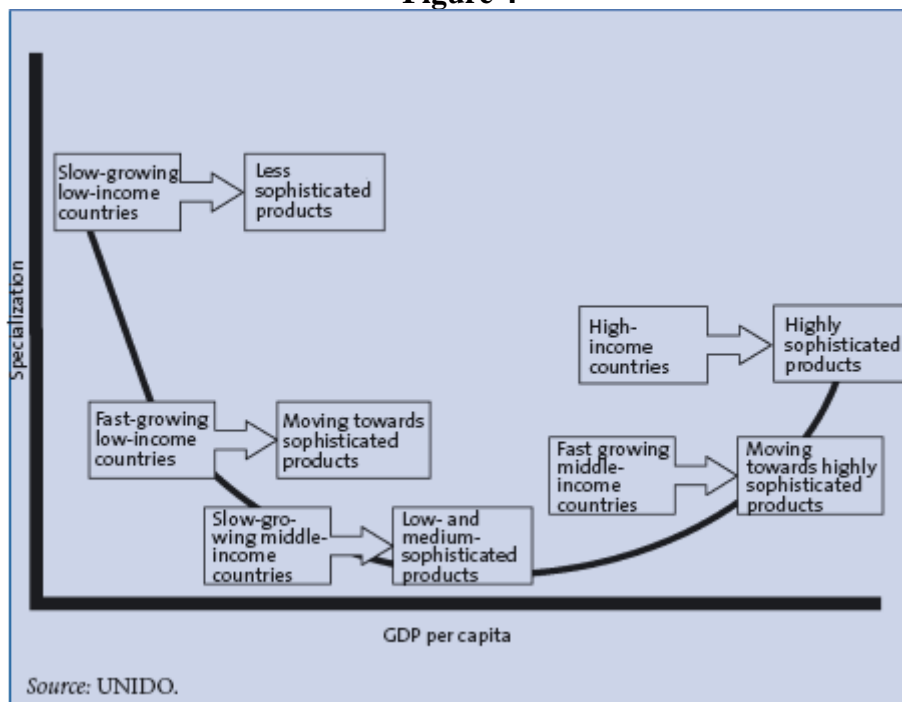 Slow-growing
low-income
countries
Less
sophisticated
products
Specialization
High-
income
countries
Highly
sophisticated
products
Fast-growing
low-income
countries
Moving towards
sophisticated
products
Fast growing
middle-
income
countries
Moving
towards highly
sophisticated
products
Slow-gro-
wing middle-
income
countries
Low- and
medium-
sophisticated
products
GDP per capita
Source: UNIDO.